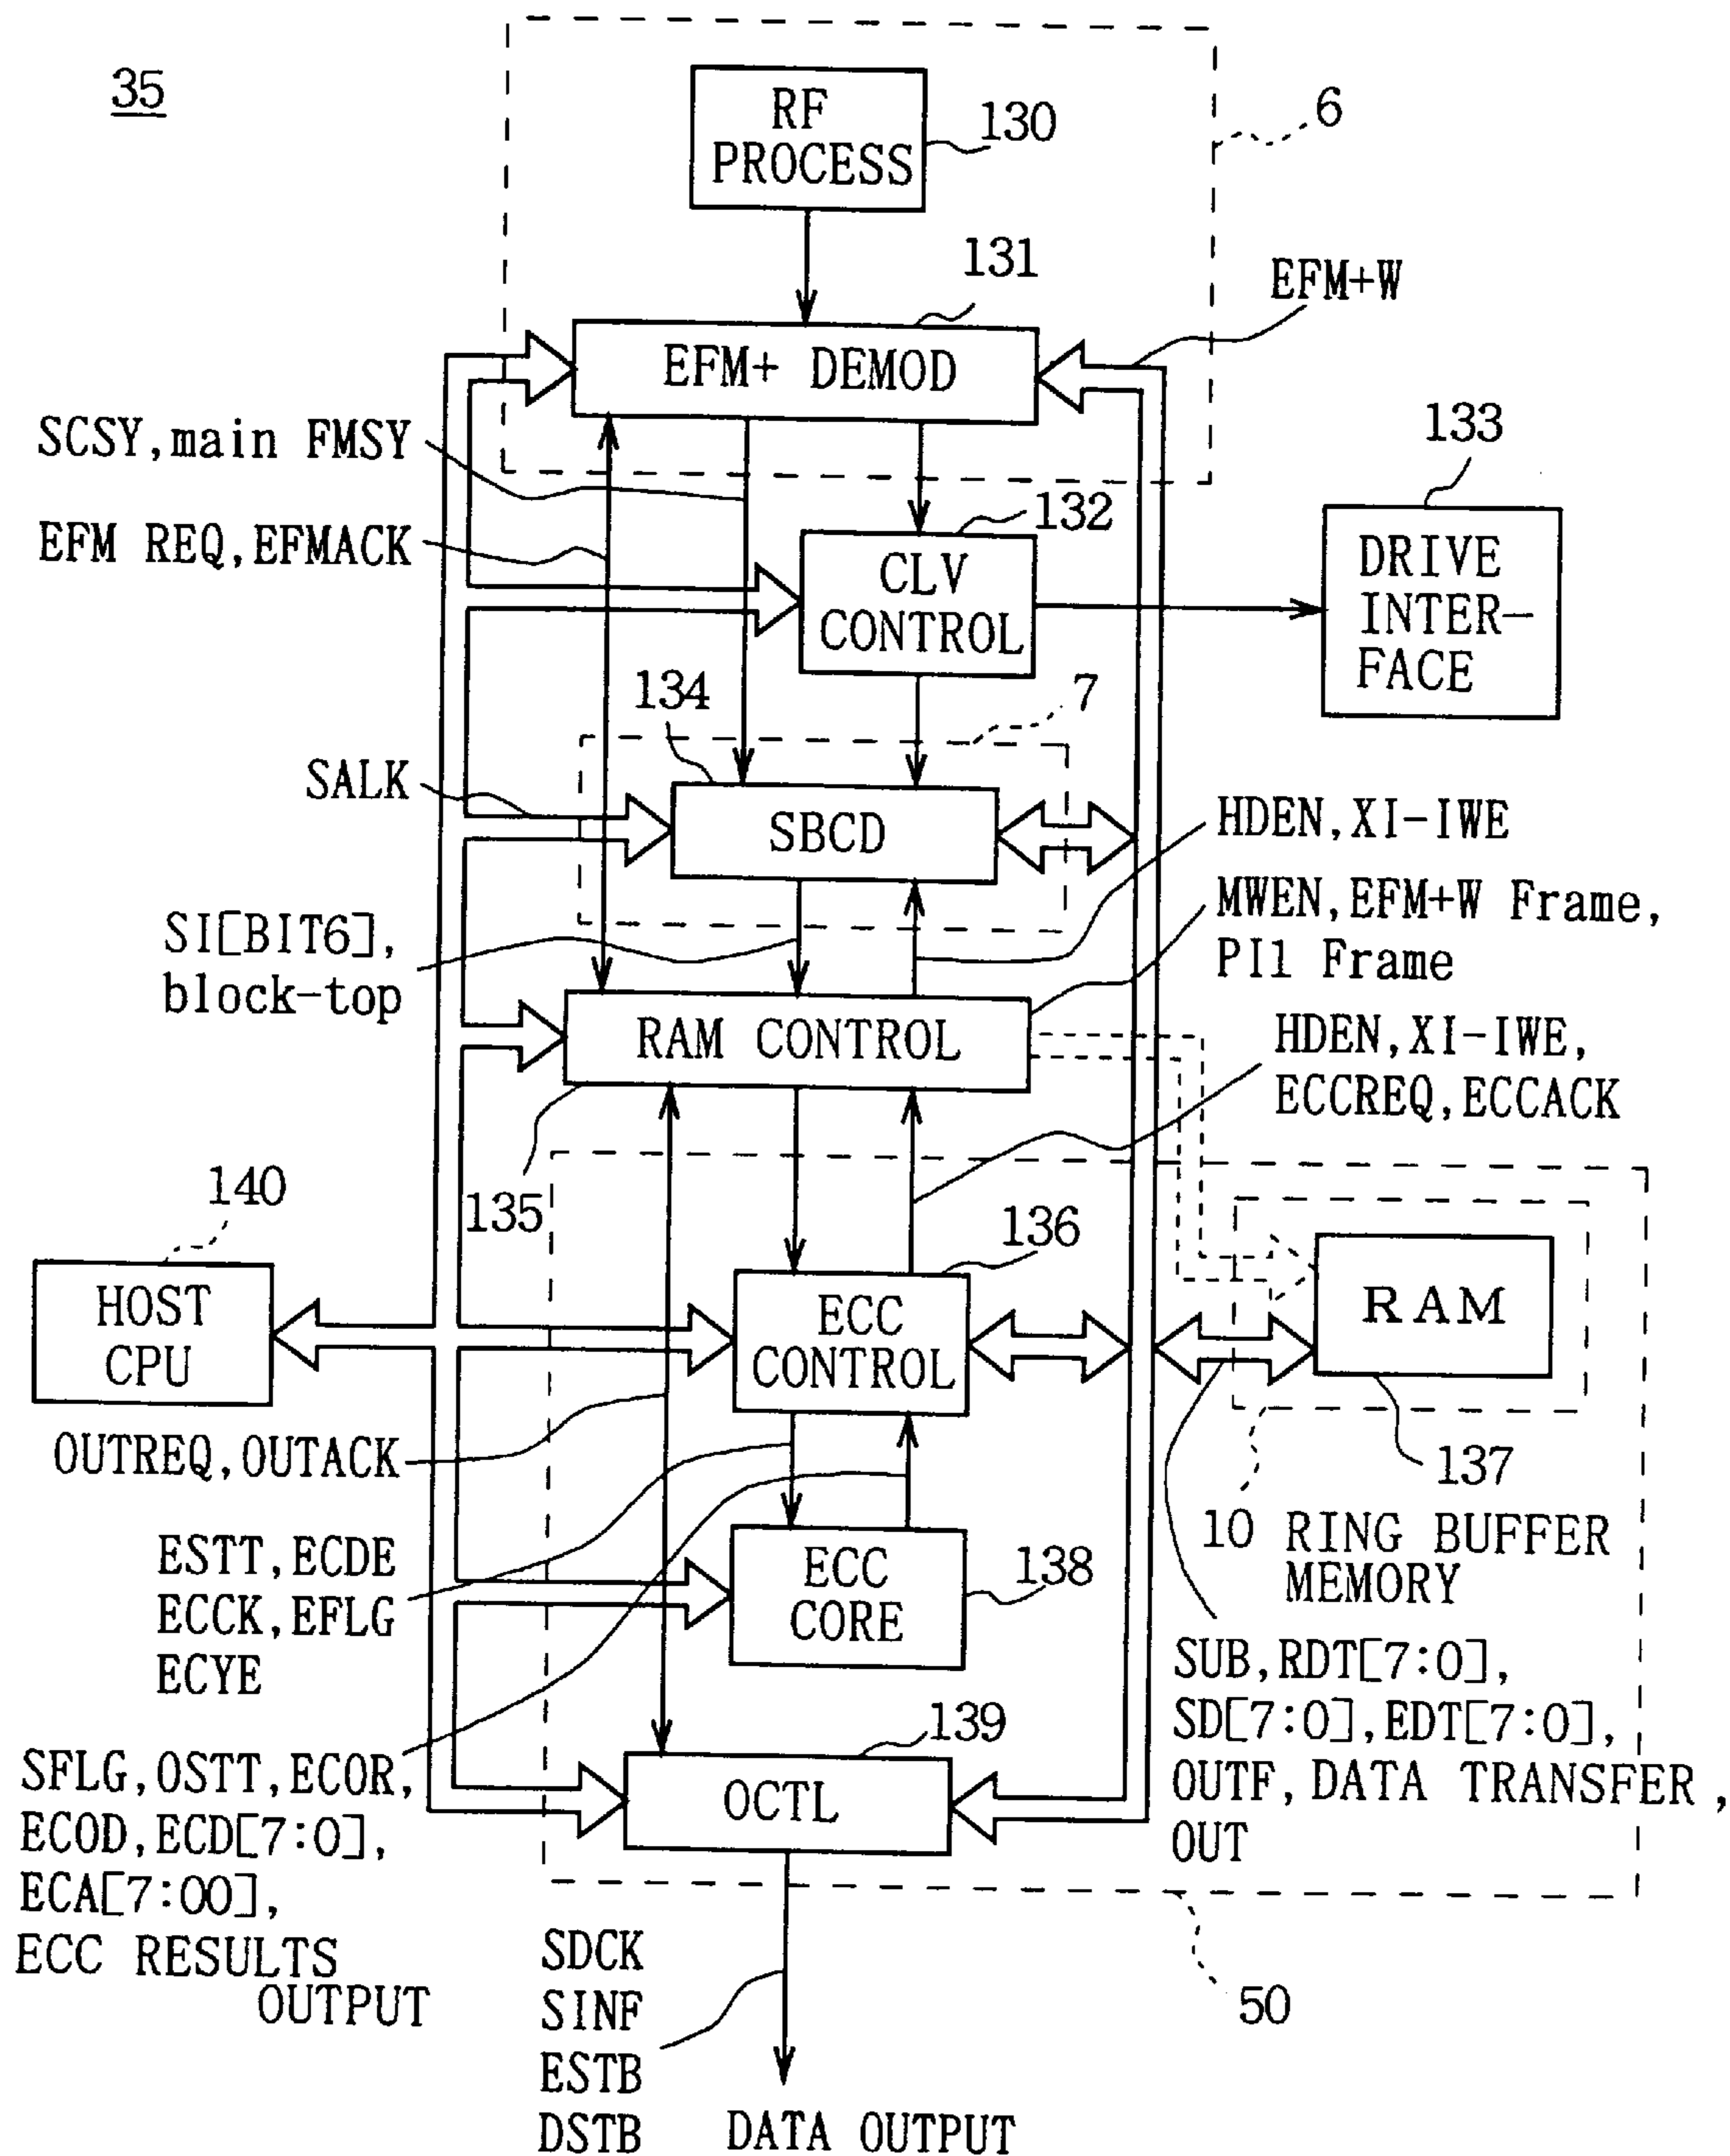 35
RF
PROCESS
130
6
131
EFM+W
EFM+ DEMOD
SCSY,main FMSY
133
EFM REQ,EFMACK
132
CLV
CONTROL
DRIVE
INTER-
FACE
134
7
SALK
SBCD
HDEN,XI-IWE
MWEN,EFM+W Frame,
PI1 Frame
SI[BIT6],
block-top
RAM CONTROL
HDEN,XI-IWE,
ECCREQ,ECCACK
140
135
136
HOST
CPU
ECC
CONTROL
RAM
OUTREQ,OUTACK
137
10 RING BUFFER
MEMORY
ESTT,ECDE
ECCK,EFLG
ECYE
ECC
CORE
138
SUB,RDT[7:0],
SD[7:0],EDT[7:0],
OUTF,DATA TRANSFER,
OUT
139
SFLG,OSTT,ECOR,
ECOD,ECD[7:0],
ECA[7:00],
ECC RESULTS
OUTPUT
OCTL
SDCK
SINF
ESTB
DSTB
50
DATA OUTPUT